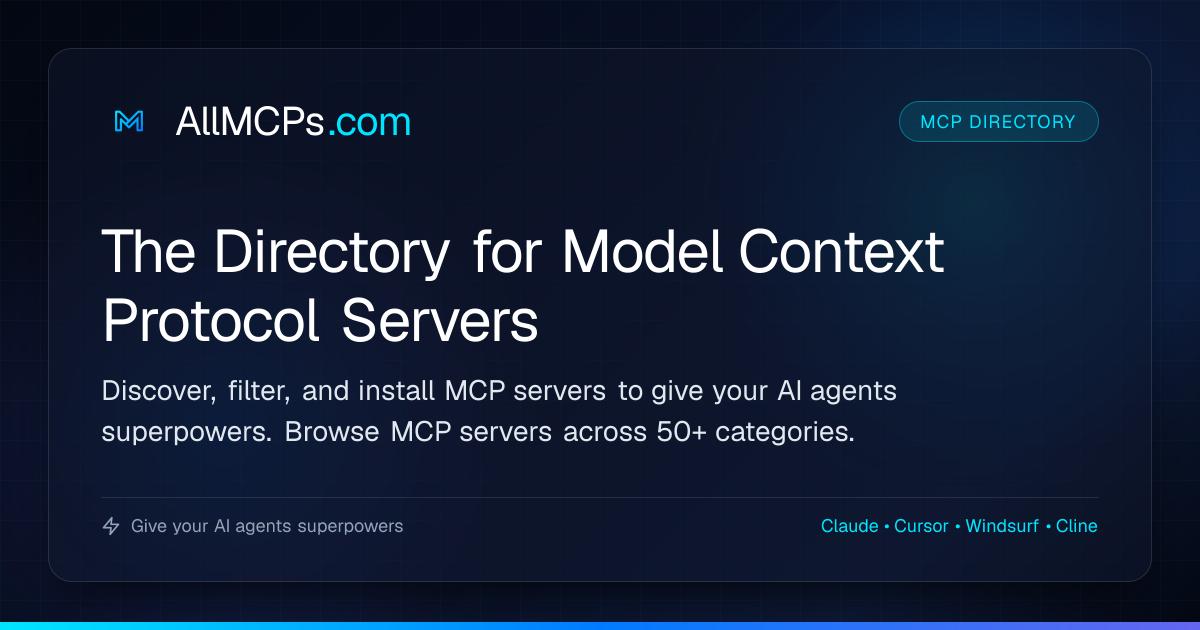 AllMCPs.com
MCP DIRECTORY
The Directory for Model Context
Protocol Servers
Discover, filter, and install MCP servers to give your AI agents
superpowers. Browse MCP servers across 50+ categories.
Give your AI agents superpowers
Claude • Cursor • Windsurf • Cline